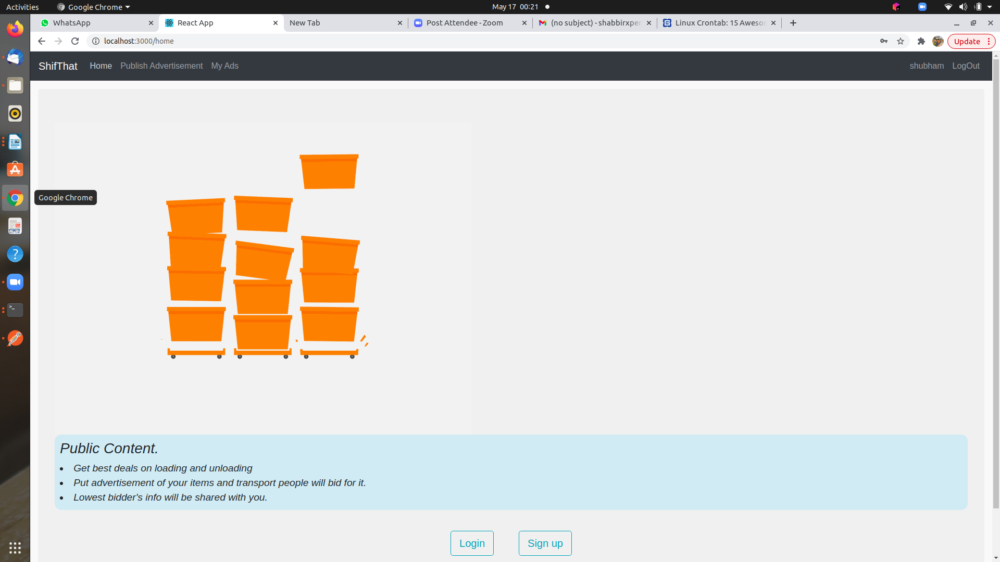 Activities Google Chrome May 17 00:21
WhatsApp React App New Tab Post Attendee - Zoom (no subject) - shabbirxper Linux Crontab: 15 Aweso
localhost:3000/home Update
ShifThat Home Publish Advertisement My Ads shubham LogOut
Google Chrome
Public Content.
Get best deals on loading and unloading
Put advertisement of your items and transport people will bid for it.
Lowest bidder's info will be shared with you.
Login Sign up